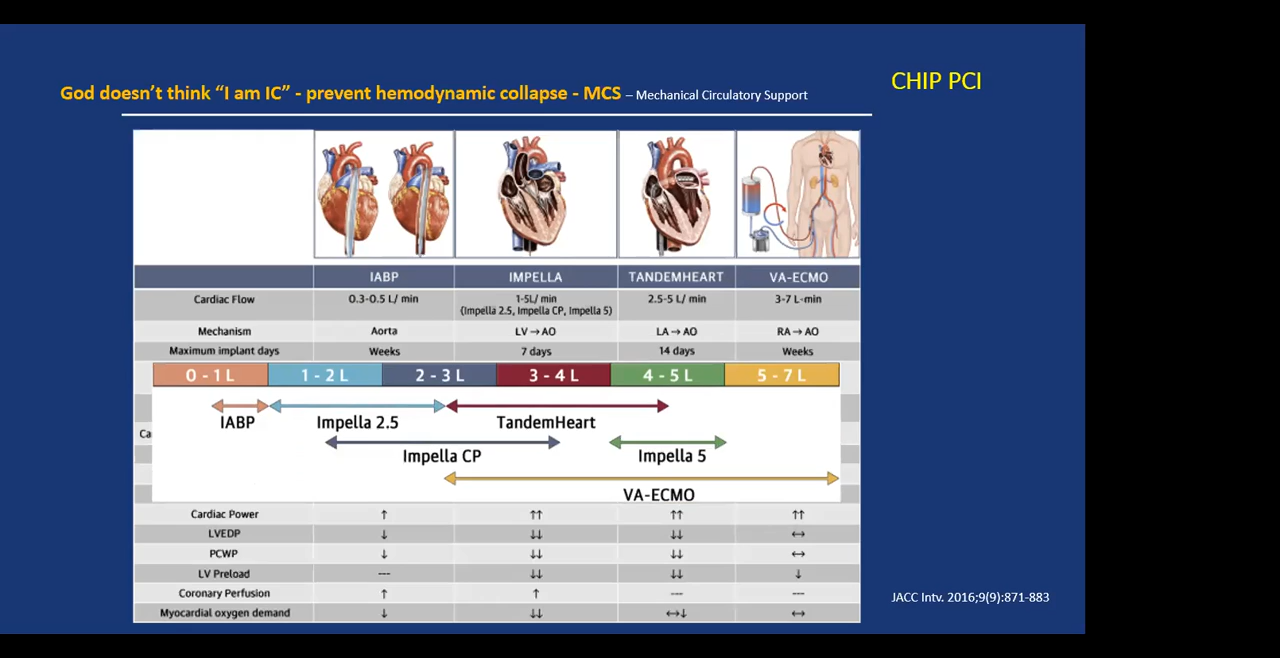 CHIP PCI
God doesn't think “I am IC” - prevent hemodynamic collapse - MCS – Mechanical Circulatory Support
IABP IMPELLA TANDEMHEART VA-ECMO
Cardiac Flow 0.3-0.5 L/ min 1-5L/ min 2.5-5 L/ min 3-7 L-min
(Impella 2.5, Impella CP, Impella 5)
Mechanism Aorta LV → AO LA → AO RA → AO
Maximum implant days Weeks 7 days 14 days Weeks
0 - 1 L 1 - 2 L 2 - 3 L 3 - 4 L 4 - 5 L 5 - 7 L
IABP Impella 2.5 TandemHeart
Ca
Impella CP Impella 5
VA-ECMO
Cardiac Power ↑ ↑↑ ↑↑ ↑↑
LVEDP ↓ ↓↓ ↓↓ ↔
PCWP ↓ ↓↓ ↓↓ ↔
LV Preload --- ↓↓ ↓↓ ↓
Coronary Perfusion ↑ ↑ --- ---
Myocardial oxygen demand ↓ ↓↓ ↔↓ ↔
JACC Intv. 2016;9(9):871-883